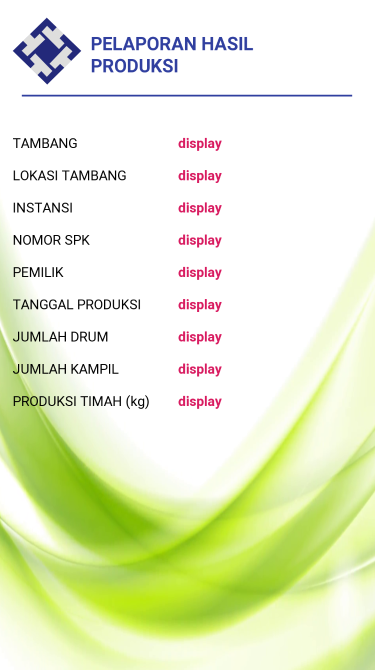 PELAPORAN HASIL
PRODUKSI
TAMBANG display
LOKASI TAMBANG display
INSTANSI display
NOMOR SPK display
PEMILIK display
TANGGAL PRODUKSI display
JUMLAH DRUM display
JUMLAH KAMPIL display
PRODUKSI TIMAH (kg) display